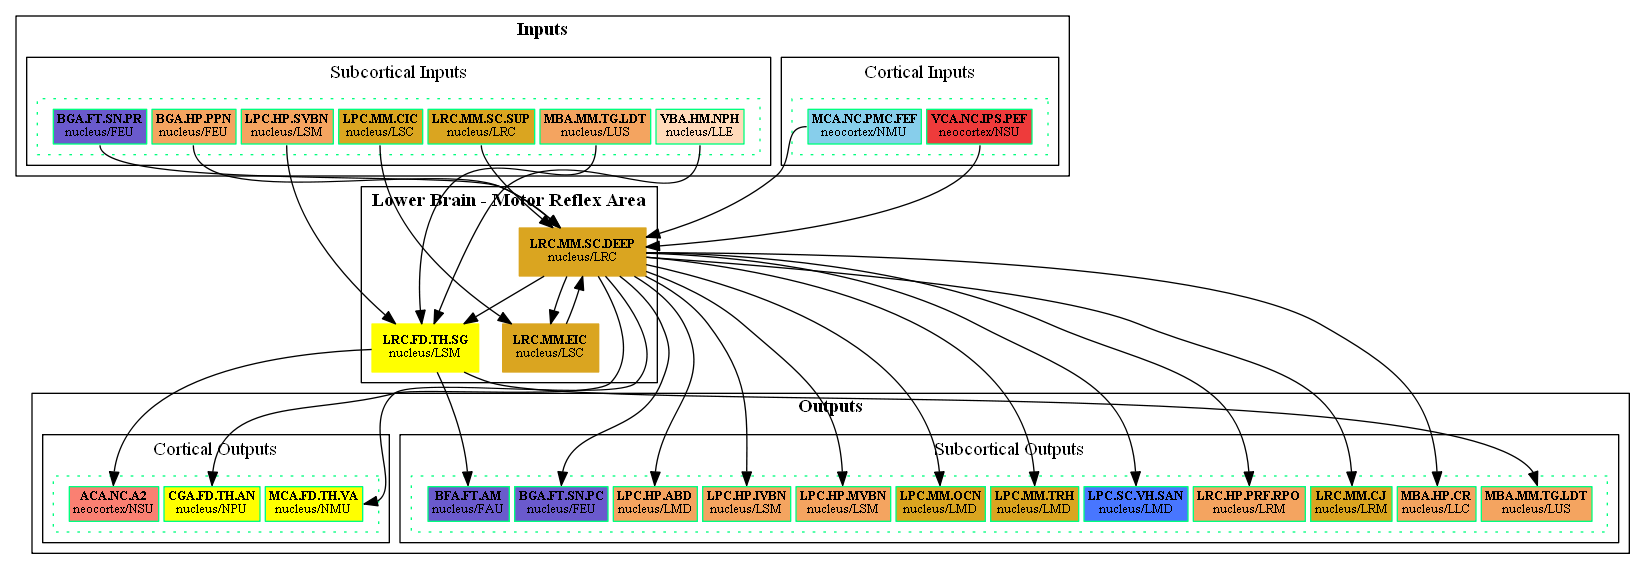 Inputs
Subcortical Inputs
Cortical Inputs
BGA.FT.SN.PR
nucleus/FEU
BGA.HP.PPN
nucleus/FEU
LPC.HP.SVBN
nucleus/LSM
LPC.MM.CIC
nucleus/LSC
LRC.MM.SC.SUP
nucleus/LRC
MBA.MM.TG.LDT
nucleus/LUS
VBA.HM.NPH
nucleus/LLE
MCA.NC.PMC.FEF
neocortex/NMU
VCA.NC.IPS.PEF
neocortex/NSU
Lower Brain - Motor Reflex Area
LRC.MM.SC.DEEP
nucleus/LRC
LRC.FD.TH.SG
nucleus/LSM
LRC.MM.EIC
nucleus/LSC
Outputs
Cortical Outputs
Subcortical Outputs
ACA.NC.A2
neocortex/NSU
CGA.FD.TH.AN
nucleus/NPU
MCA.FD.TH.VA
nucleus/NMU
BFA.FT.AM
nucleus/FAU
BGA.FT.SN.PC
nucleus/FEU
LPC.HP.ABD
nucleus/LMD
LPC.HP.IVBN
nucleus/LSM
LPC.HP.MVBN
nucleus/LSM
LPC.MM.OCN
nucleus/LMD
LPC.MM.TRH
nucleus/LMD
LPC.SC.VH.SAN
nucleus/LMD
LRC.HP.PRF.RPO
nucleus/LRM
LRC.MM.CJ
nucleus/LRM
MBA.HP.CR
nucleus/LLC
MBA.MM.TG.LDT
nucleus/LUS